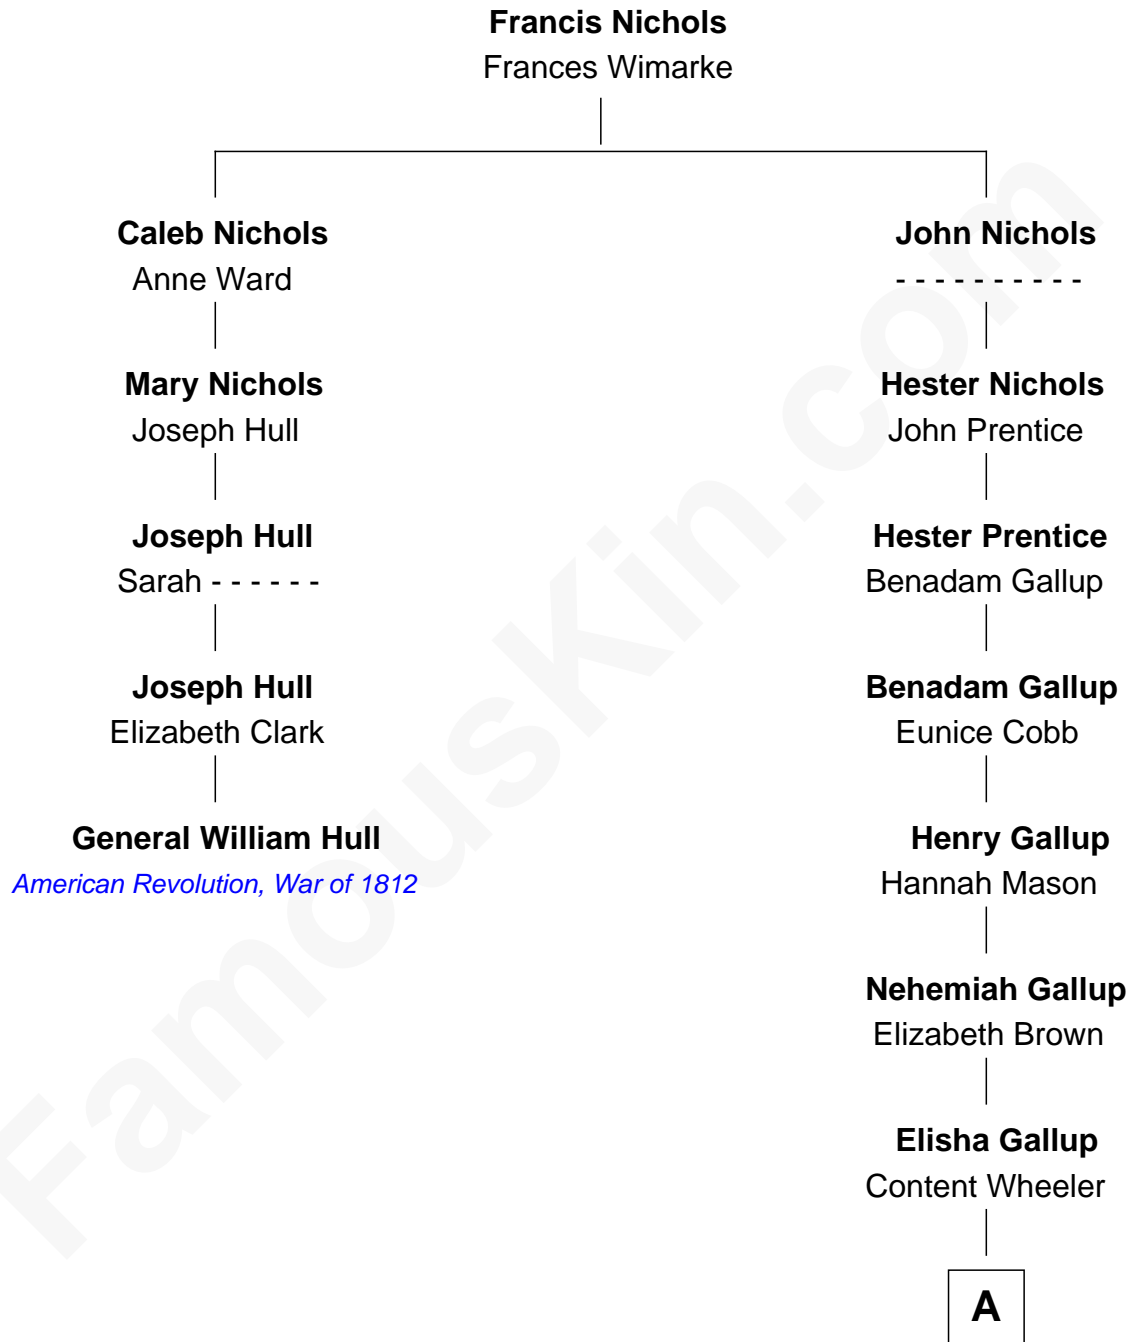 Francis Nichols
Frances Wimarke
Caleb Nichols
Anne Ward
John Nichols
- - - - - - - - - -
Mary Nichols
Joseph Hull
Hester Nichols
John Prentice
Joseph Hull
Sarah - - - - - -
Hester Prentice
Benadam Gallup
Joseph Hull
Elizabeth Clark
Benadam Gallup
Eunice Cobb
General William Hull
American Revolution, War of 1812
Henry Gallup
Hannah Mason
Nehemiah Gallup
Elizabeth Brown
Elisha Gallup
Content Wheeler
A
FamousKin.com